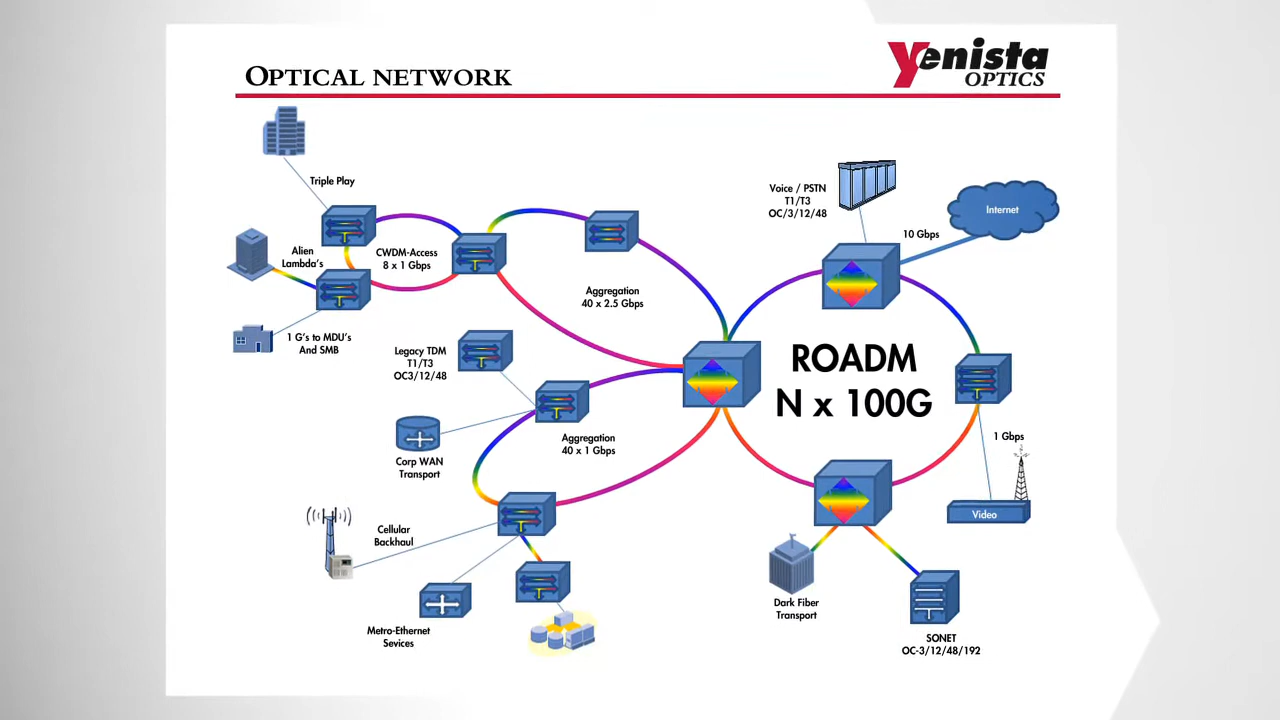 OPTICAL NETWORK
Yenista
OPTICS
Triple Play
Alien
Lambda's
CWDM-Access
8 x 1 Gbps
1 G's to MDU's
And SMB
Aggregation
40 x 2.5 Gbps
Voice / PSTN
T1/T3
OC/3/12/48
Internet
10 Gbps
Legacy TDM
T1/T3
OC3/12/48
Corp WAN
Transport
Aggregation
40 x 1 Gbps
ROADM
N x 100G
1 Gbps
Video
Cellular
Backhaul
Metro-Ethernet
Sevices
Dark Fiber
Transport
SONET
OC-3/12/48/192